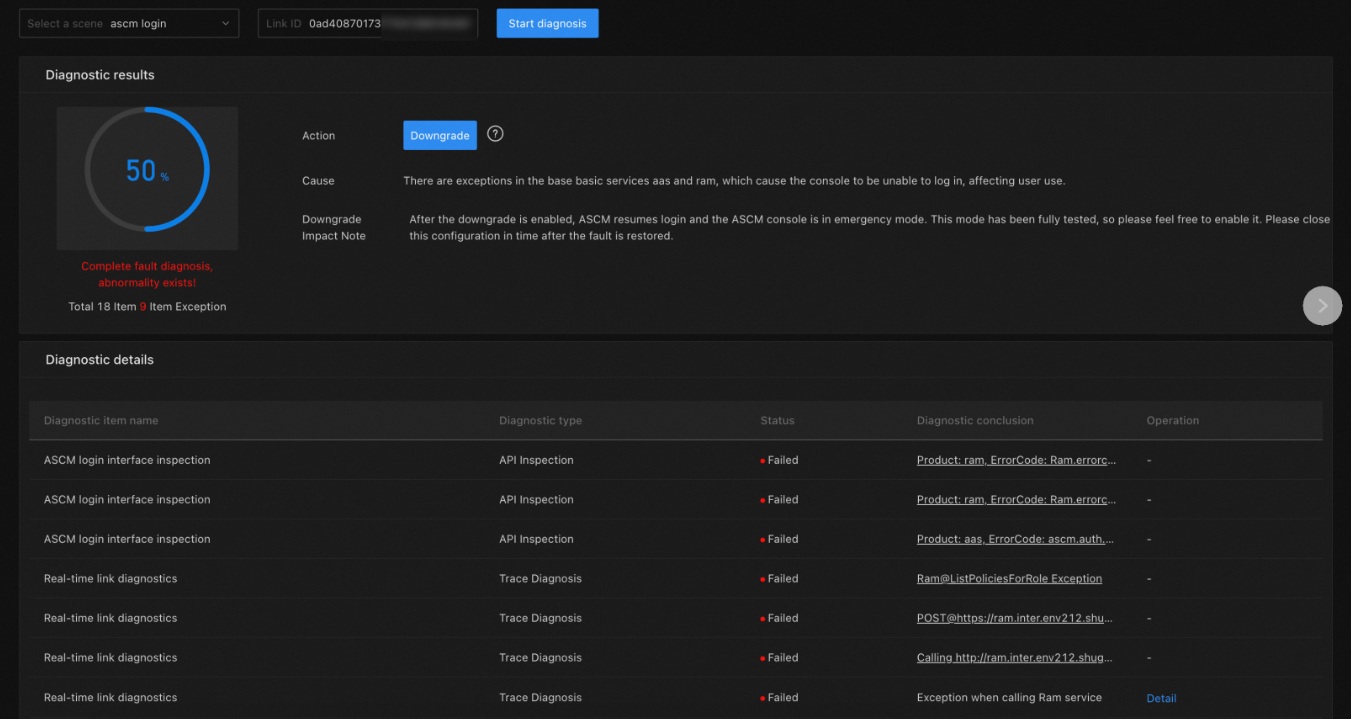 Select a scene ascm login Link ID 0ad40870173 Start diagnosis
Diagnostic results
50 %
Complete fault diagnosis,
abnormality exists!
Total 18 Item 9 Item Exception
Action Downgrade ?
Cause There are exceptions in the base basic services aas and ram, which cause the console to be unable to log in, affecting user use.
Downgrade Impact Note After the downgrade is enabled, ASCM resumes login and the ASCM console is in emergency mode. This mode has been fully tested, so please feel free to enable it. Please close
this configuration in time after the fault is restored.
Diagnostic details
Diagnostic item name Diagnostic type Status Diagnostic conclusion Operation
ASCM login interface inspection API Inspection Failed Product: ram, ErrorCode: Ram.errorc... -
ASCM login interface inspection API Inspection Failed Product: ram, ErrorCode: Ram.errorc... -
ASCM login interface inspection API Inspection Failed Product: aas, ErrorCode: ascm.auth.... -
Real-time link diagnostics Trace Diagnosis Failed Ram@ListPoliciesForRole Exception -
Real-time link diagnostics Trace Diagnosis Failed POST@https://ram.inter.env212.shu... -
Real-time link diagnostics Trace Diagnosis Failed Calling http://ram.inter.env212.shug... -
Real-time link diagnostics Trace Diagnosis Failed Exception when calling Ram service Detail